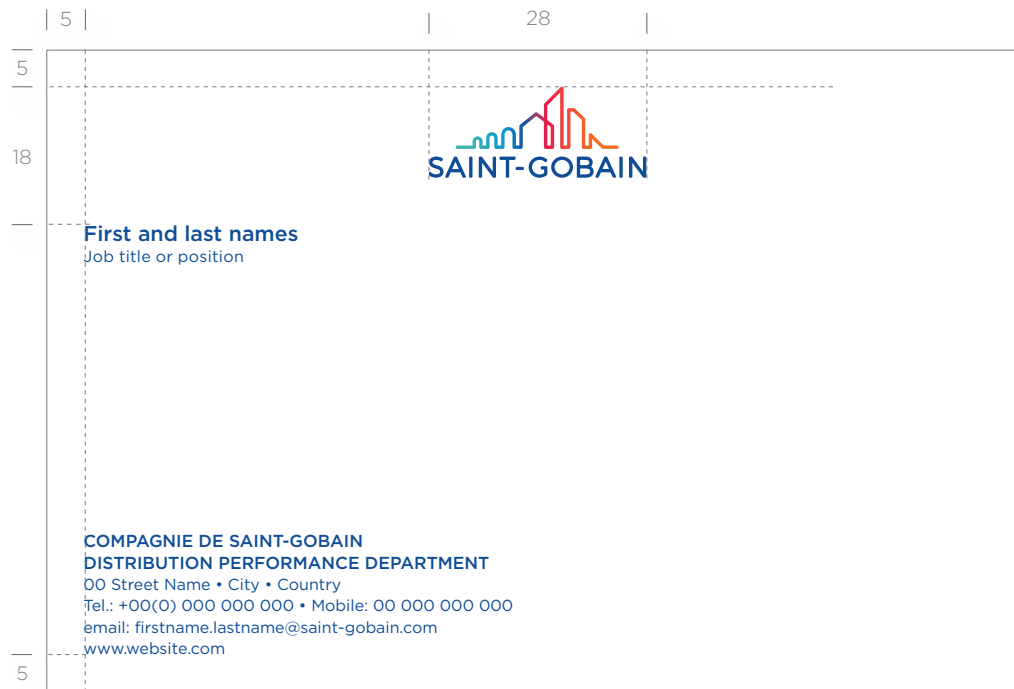 5
28
5
18
SAINT-GOBAIN
First and last names
Job title or position
COMPAGNIE DE SAINT-GOBAIN
DISTRIBUTION PERFORMANCE DEPARTMENT
00 Street Name • City • Country
Tel.: +00(0) 000 000 000 • Mobile: 00 000 000 000
email: firstname.lastname@saint-gobain.com
www.website.com
5